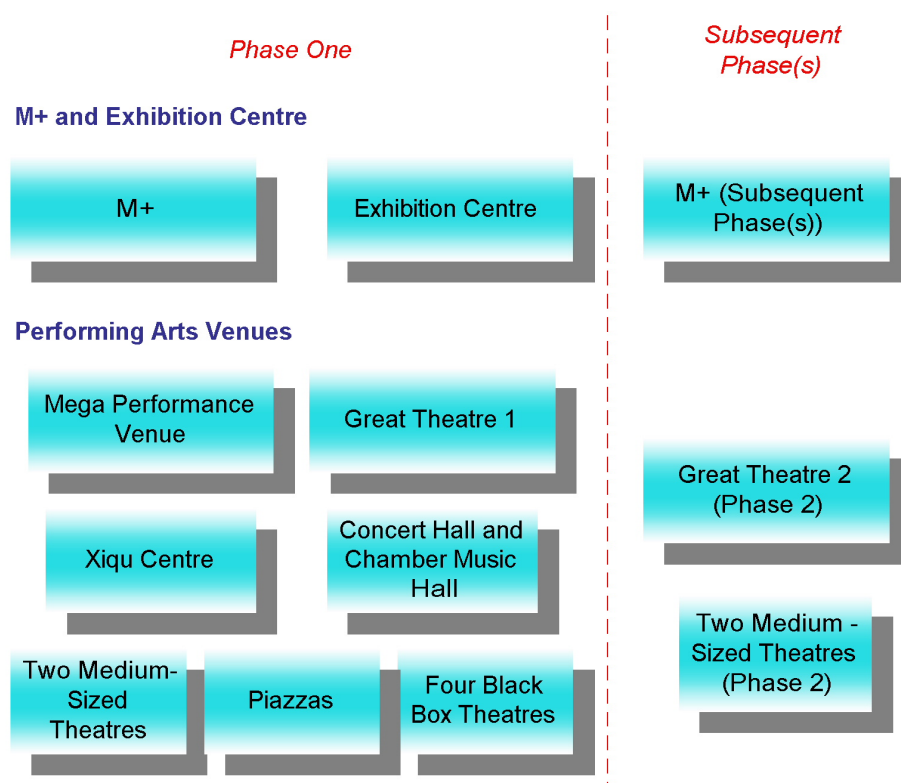 Phase One
Subsequent
Phase(s)
M+ and Exhibition Centre
M+
Exhibition Centre
M+ (Subsequent
Phase(s))
Performing Arts Venues
Mega Performance
Venue
Great Theatre 1
Great Theatre 2
(Phase 2)
Xiqu Centre
Concert Hall and
Chamber Music
Hall
Two Medium -
Sized Theatres
(Phase 2)
Two Medium-
Sized
Theatres
Piazzas
Four Black
Box Theatres